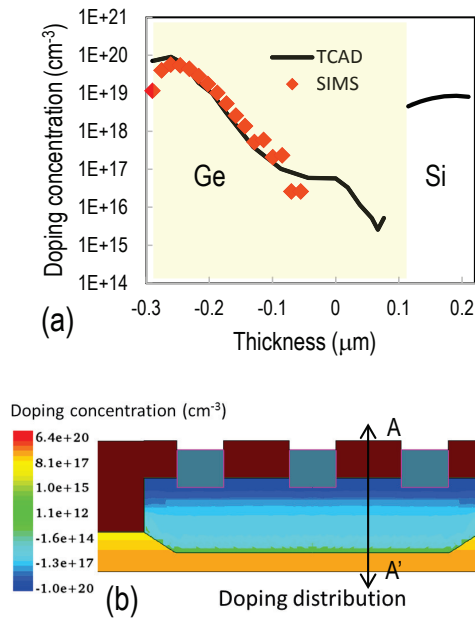 1E+21
1E+20
1E+19
1E+18
1E+17
1E+16
1E+15
1E+14
Doping concentration (cm-3)
TCAD
SIMS
Ge
Si
-0.3 -0.2 -0.1 0 0.1 0.2
(a)
Thickness (μm)
Doping concentration (cm-3)
6.4e+20
8.1e+17
1.0e+15
-1.6e+14
-1.3e+17
-1.0e+20
A
A'
(b)
Doping distribution